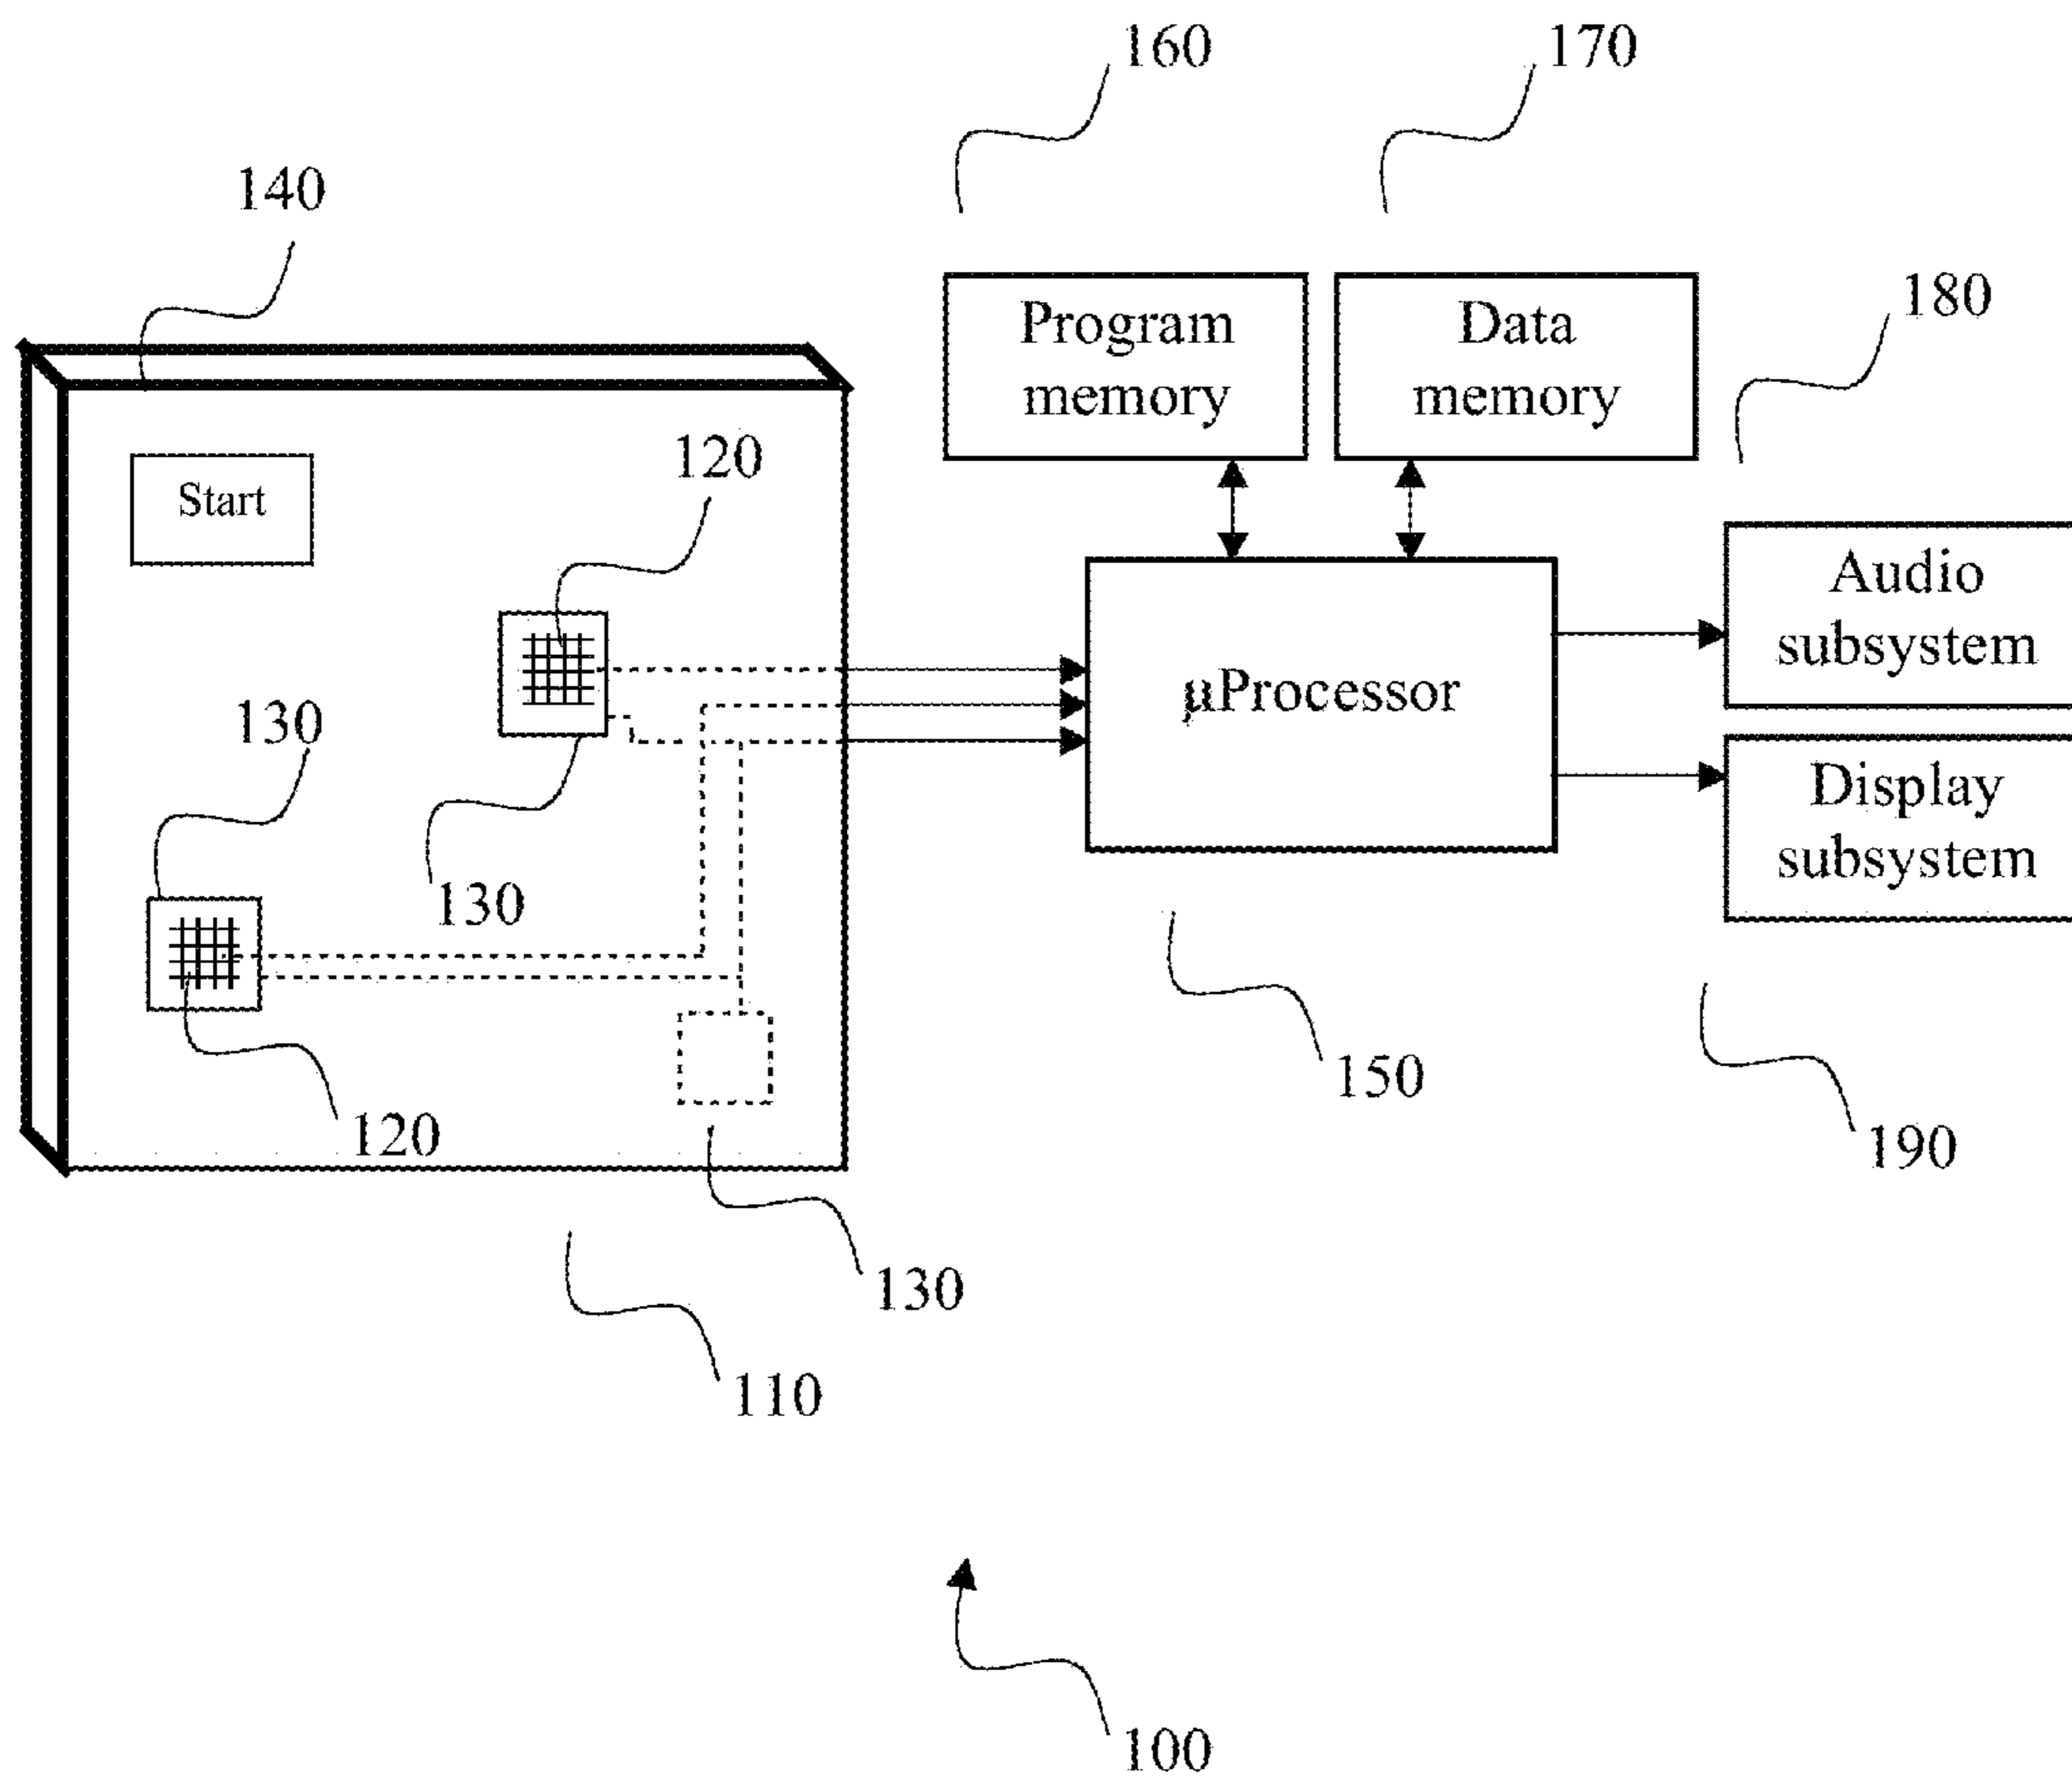 160
170
140
180
Program
memory
Data
memory
Start
120
Audio
subsystem
µProcessor
130
Display
subsystem
130
150
120
190
130
110
100